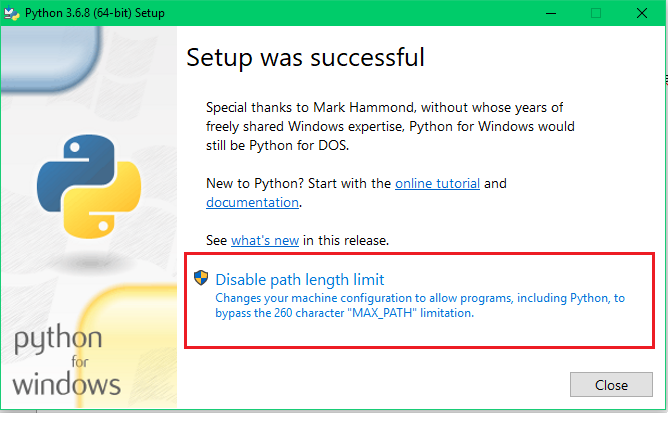 Python 3.6.8 (64-bit) Setup
Setup was successful
Special thanks to Mark Hammond, without whose years of
freely shared Windows expertise, Python for Windows would
still be Python for DOS.
New to Python? Start with the online tutorial and
documentation.
See what's new in this release.
Disable path length limit
Changes your machine configuration to allow programs, including Python, to
bypass the 260 character "MAX_PATH" limitation.
python
for
windows
Close